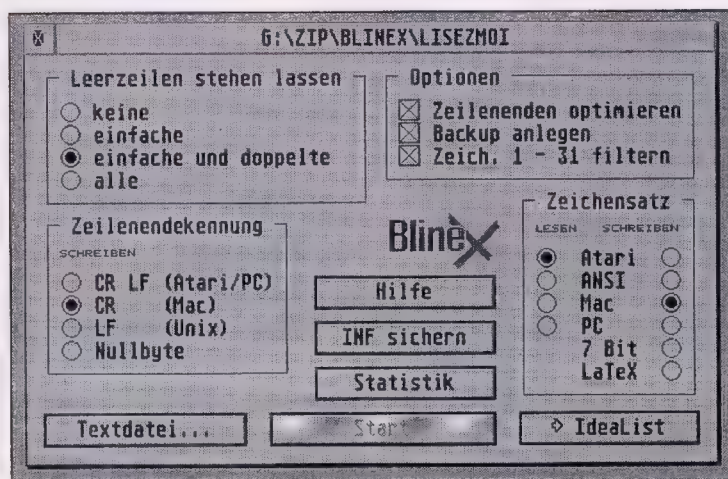 G:\ZIP\BLINEX\LISEZMOI
Leerzeilen stehen lassen
keine
einfache
einfache und doppelte
alle
Optionen
Zeilenenden optimieren
Backup anlegen
Zeich. 1 - 31 filtern
Zeilenendekennung
SCHREIBEN
CR LF (Atari/PC)
CR (Mac)
LF (Unix)
Nullbyte
Blinèx
Hilfe
INF sichern
Statistik
Zeichensatz
LESEN SCHREIBEN
Atari
ANSI
Mac
PC
7 Bit
LaTeX
Textdatei...
Start
IdeaList